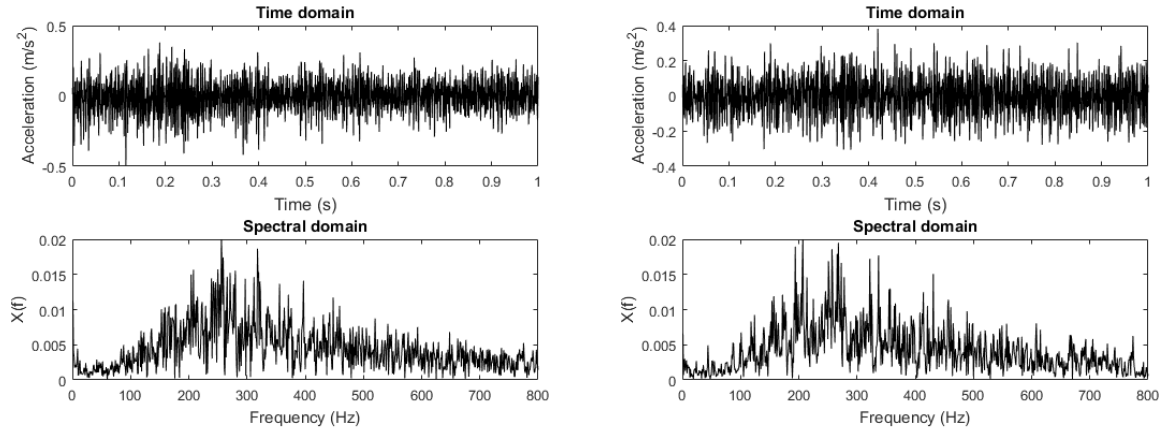 Time domain
Acceleration (m/s²)
0.5
0
-0.5
0 0.1 0.2 0.3 0.4 0.5 0.6 0.7 0.8 0.9 1
Time (s)
Spectral domain
X(f)
0.02
0.015
0.01
0.005
0
0 100 200 300 400 500 600 700 800
Frequency (Hz)
Time domain
Acceleration (m/s²)
0.4
0.2
0
-0.2
-0.4
0 0.1 0.2 0.3 0.4 0.5 0.6 0.7 0.8 0.9 1
Time (s)
Spectral domain
X(f)
0.02
0.015
0.01
0.005
0
0 100 200 300 400 500 600 700 800
Frequency (Hz)